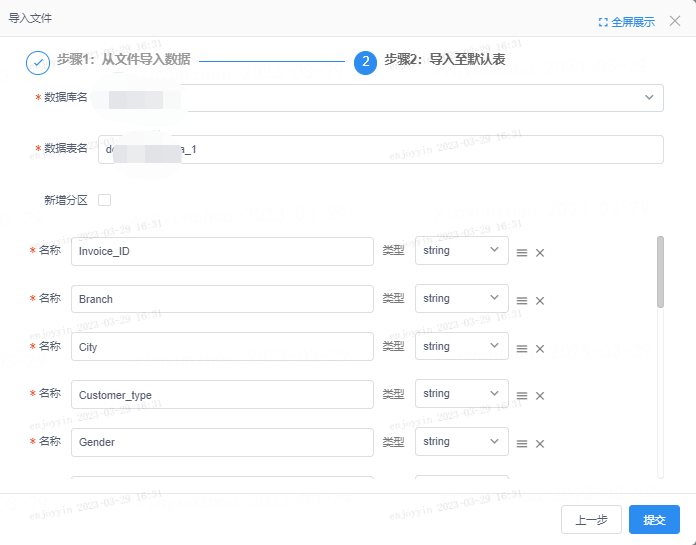 导入文件
全屏展示
步骤1：从文件导入数据
2 步骤2：导入至默认表
* 数据库名
* 数据表名 a_1
新增分区
* 名称 Invoice_ID 类型 string
* 名称 Branch 类型 string
* 名称 City 类型 string
* 名称 Customer_type 类型 string
* 名称 Gender 类型 string
上一步 提交
enjoyyin 2023-03-29 16:31